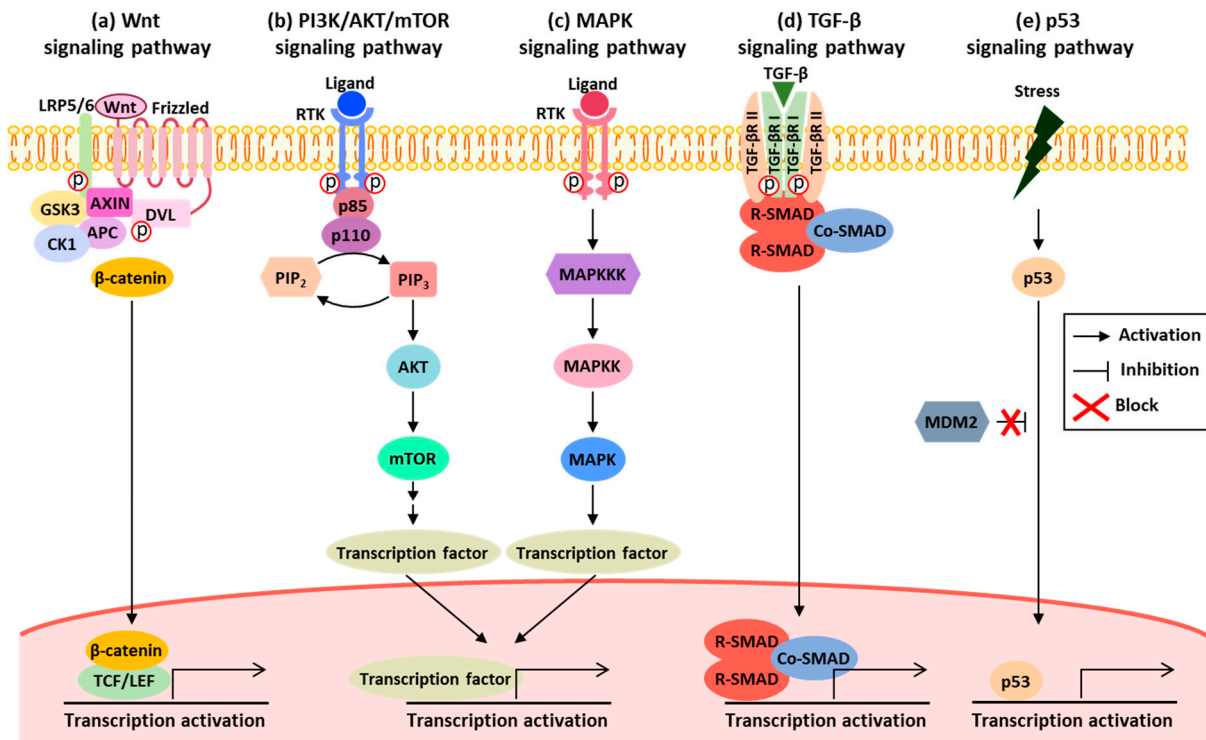 (a) Wnt
signaling pathway
LRP5/6
Wnt
Frizzled
p
GSK3
AXIN
DVL
CK1
APC
p
β-catenin
β-catenin
TCF/LEF
Transcription activation
(b) PI3K/AKT/mTOR
signaling pathway
Ligand
RTK
p
p
p85
p110
PIP2
PIP3
AKT
mTOR
Transcription factor
(c) MAPK
signaling pathway
Ligand
RTK
p
p
MAPKKK
MAPKK
MAPK
Transcription factor
Transcription factor
Transcription activation
(d) TGF-β
signaling pathway
TGF-β
TGF-βR II
TGF-βR I
TGF-βR I
TGF-βR II
p
p
R-SMAD
Co-SMAD
R-SMAD
R-SMAD
Co-SMAD
R-SMAD
Transcription activation
(e) p53
signaling pathway
Stress
p53
MDM2
p53
Transcription activation
Activation
Inhibition
Block